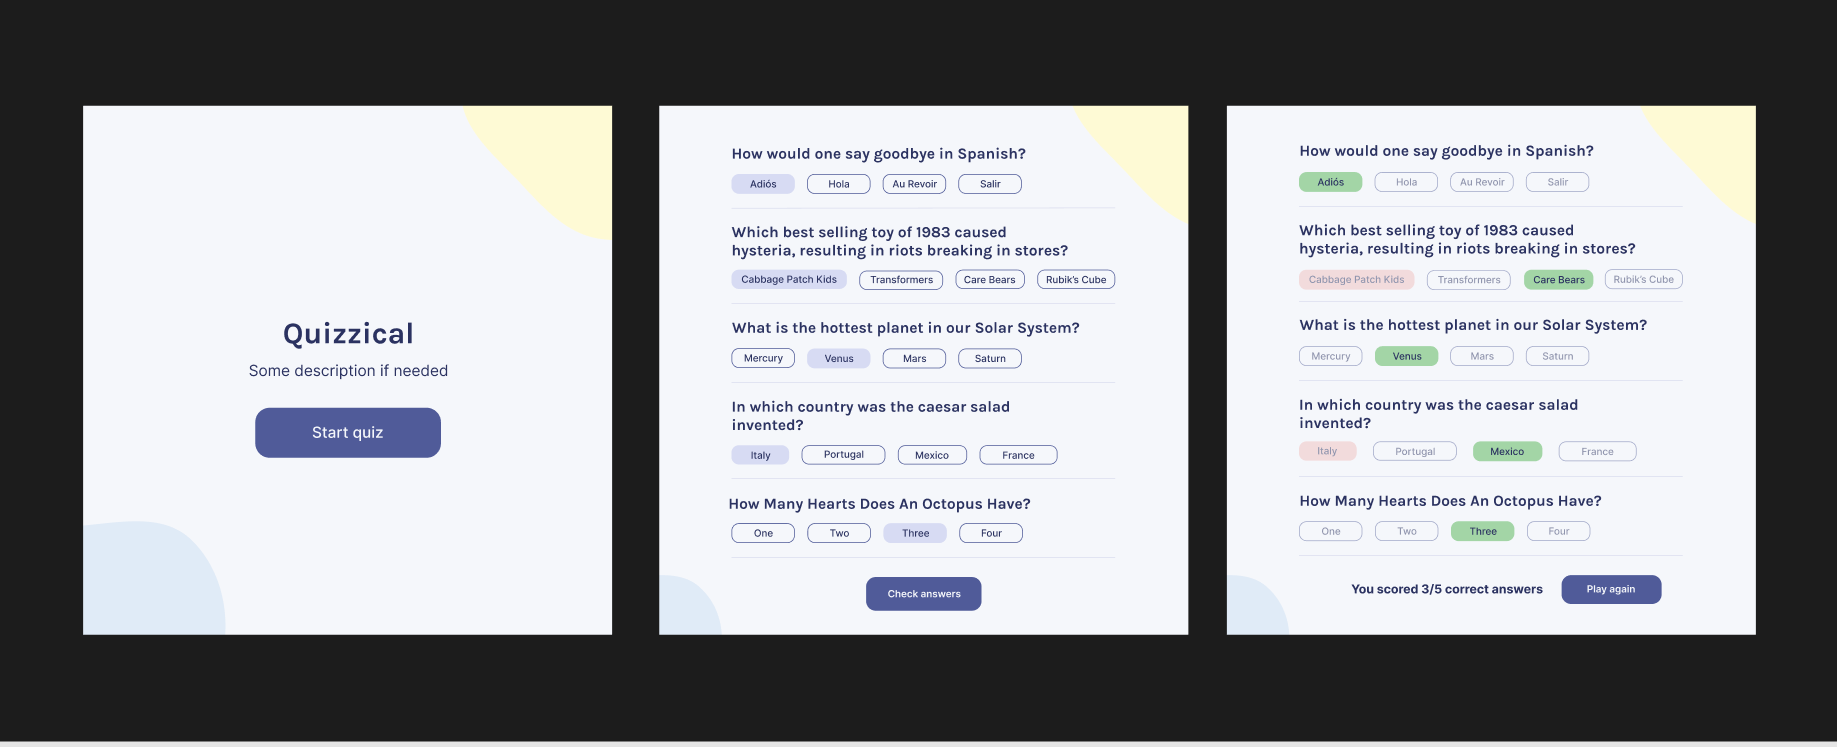 Quizzical
Some description if needed
Start quiz
How would one say goodbye in Spanish?
Adiós Hola Au Revoir Salir
Which best selling toy of 1983 caused
hysteria, resulting in riots breaking in stores?
Cabbage Patch Kids Transformers Care Bears Rubik's Cube
What is the hottest planet in our Solar System?
Mercury Venus Mars Saturn
In which country was the caesar salad
invented?
Italy Portugal Mexico France
How Many Hearts Does An Octopus Have?
One Two Three Four
Check answers
How would one say goodbye in Spanish?
Adiós Hola Au Revoir Salir
Which best selling toy of 1983 caused
hysteria, resulting in riots breaking in stores?
Cabbage Patch Kids Transformers Care Bears Rubik's Cube
What is the hottest planet in our Solar System?
Mercury Venus Mars Saturn
In which country was the caesar salad
invented?
Italy Portugal Mexico France
How Many Hearts Does An Octopus Have?
One Two Three Four
You scored 3/5 correct answers Play again